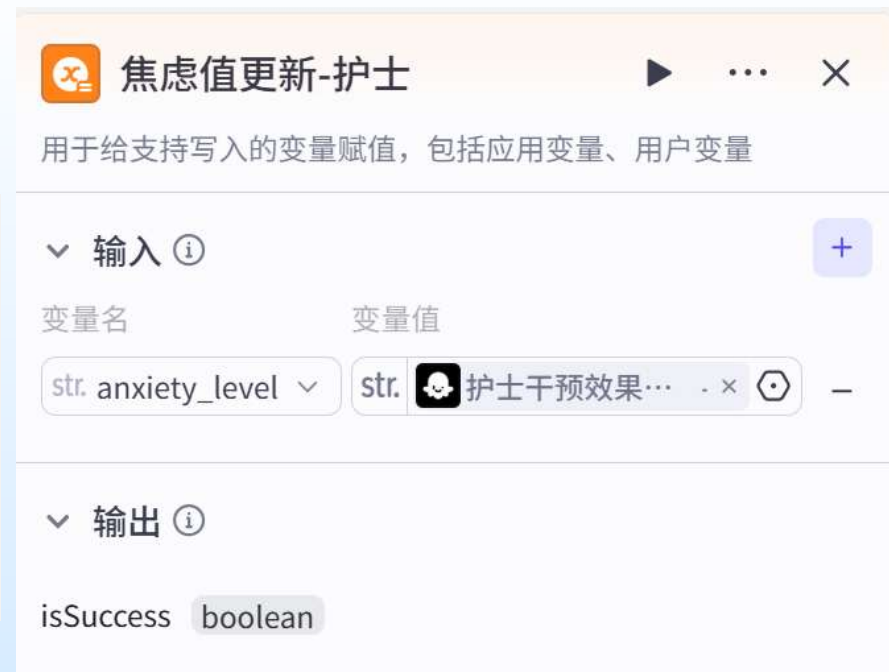 焦虑值更新-护士
用于给支持写入的变量赋值，包括应用变量、用户变量
输入
变量名 变量值
str. anxiety_level str. 护士干预效果…
输出
isSuccess boolean